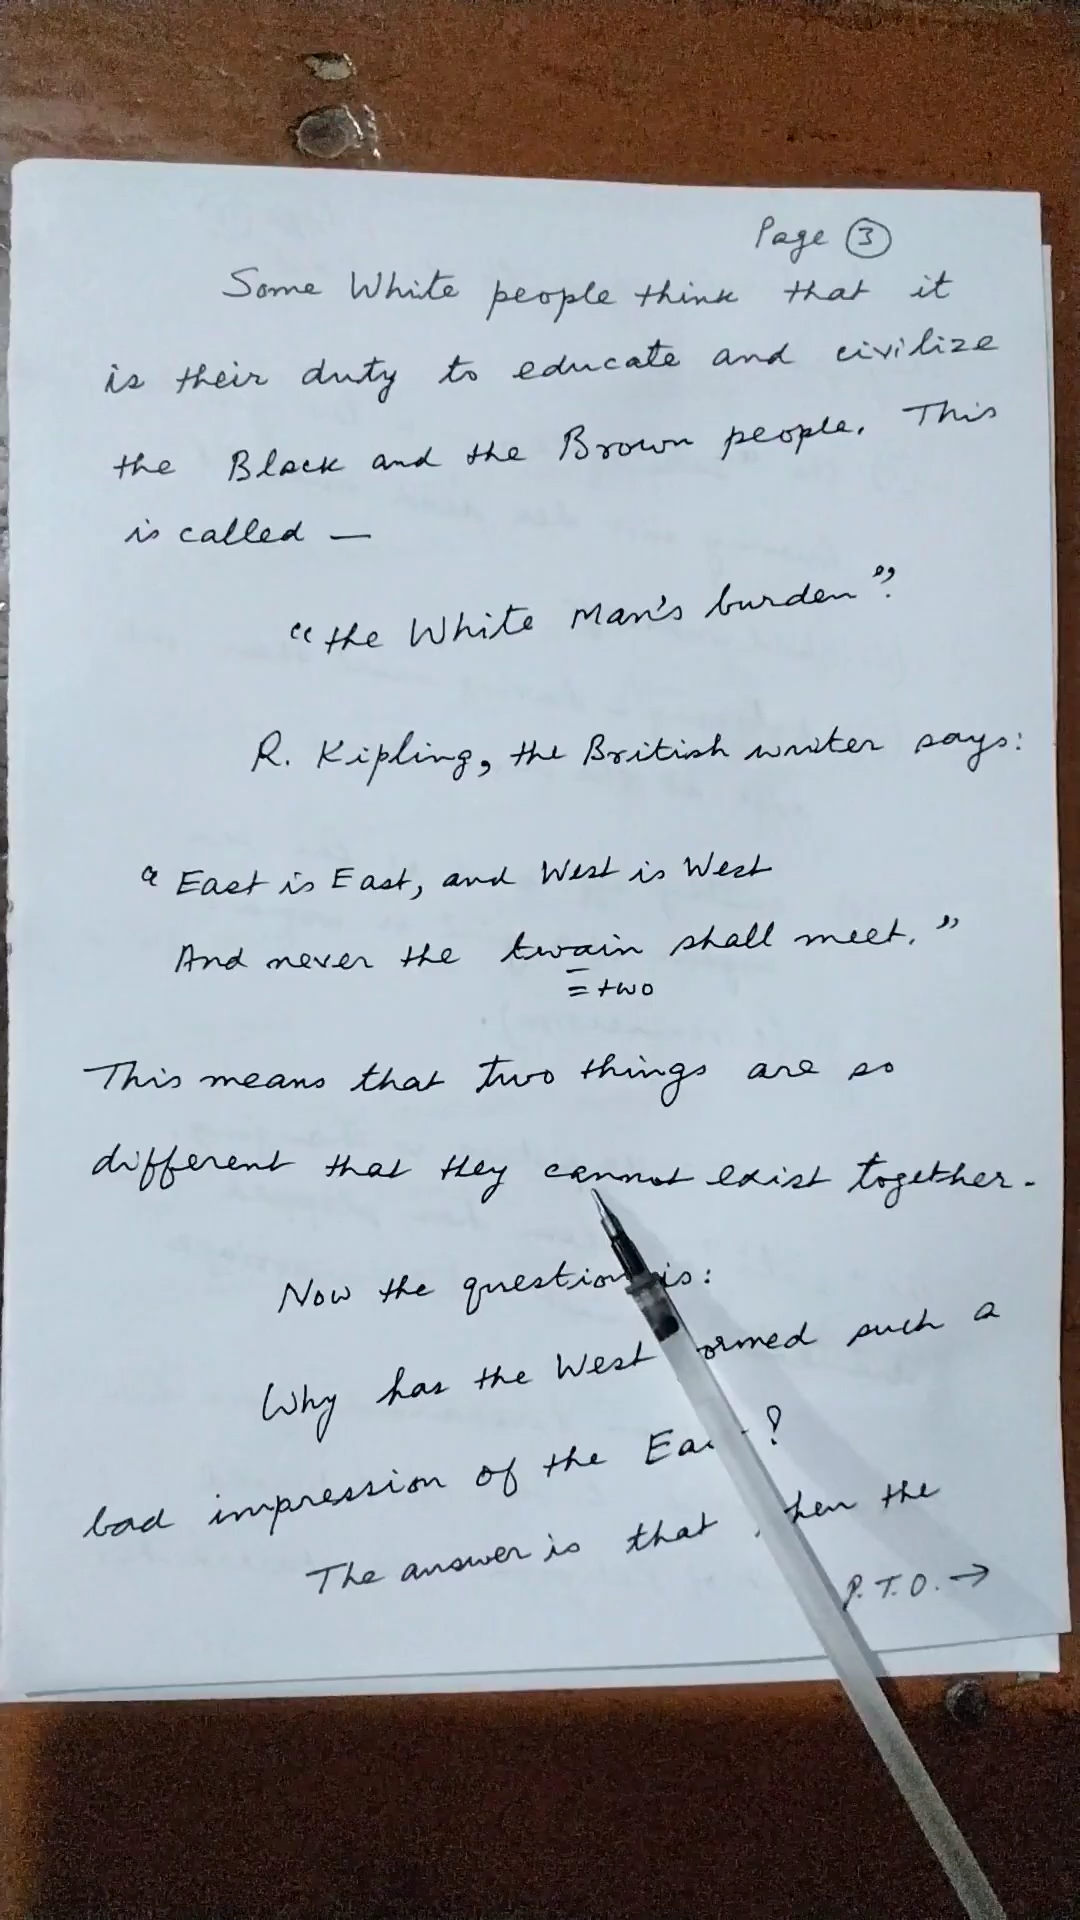 Page 3
Some White people think that it
is their duty to educate and civilize
the Black and the Brown people. This
is called —
"the White Man's burden".
R. Kipling, the British writer says:
"East is East, and West is West
And never the twain shall meet."
= two
This means that two things are so
different that they cannot exist together.
Now the question is:
Why has the West ormed such a
bad impression of the Ea ?
The answer is that hen the
P.T.O. →